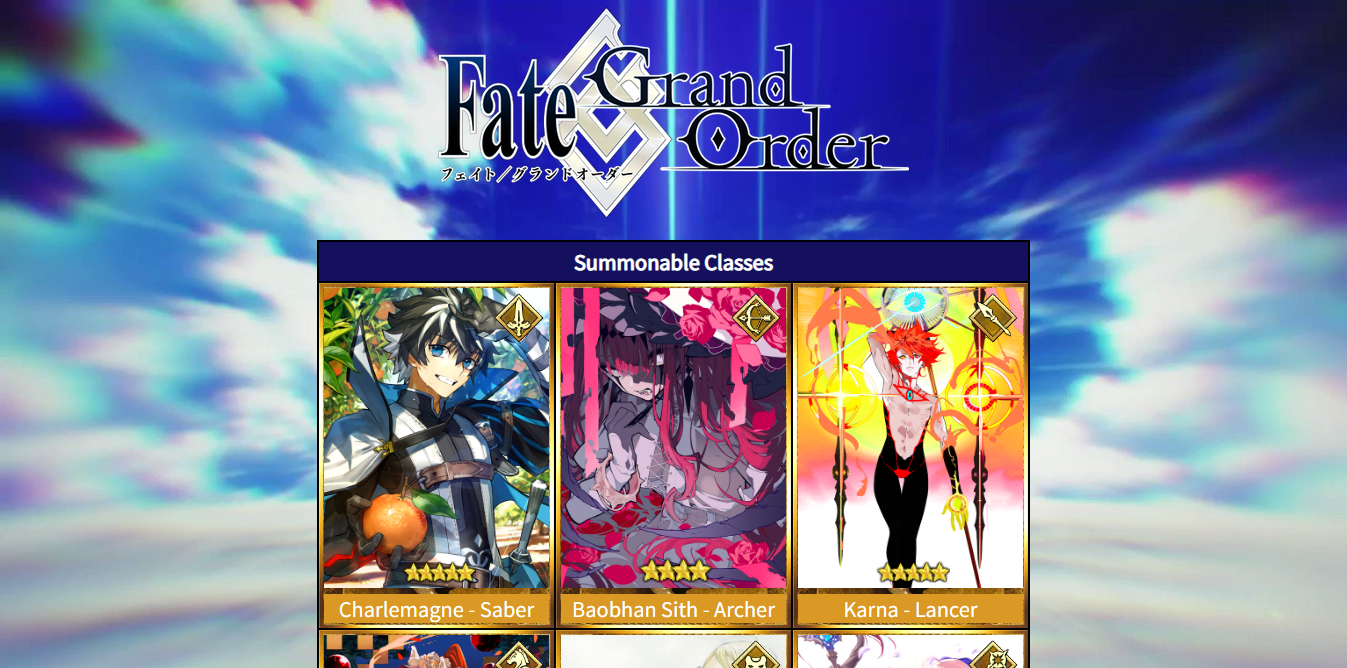 Fate
Grand
Order
フェイト/グランドオーダー
Summonable Classes
Charlemagne - Saber
Baobhan Sith - Archer
Karna - Lancer